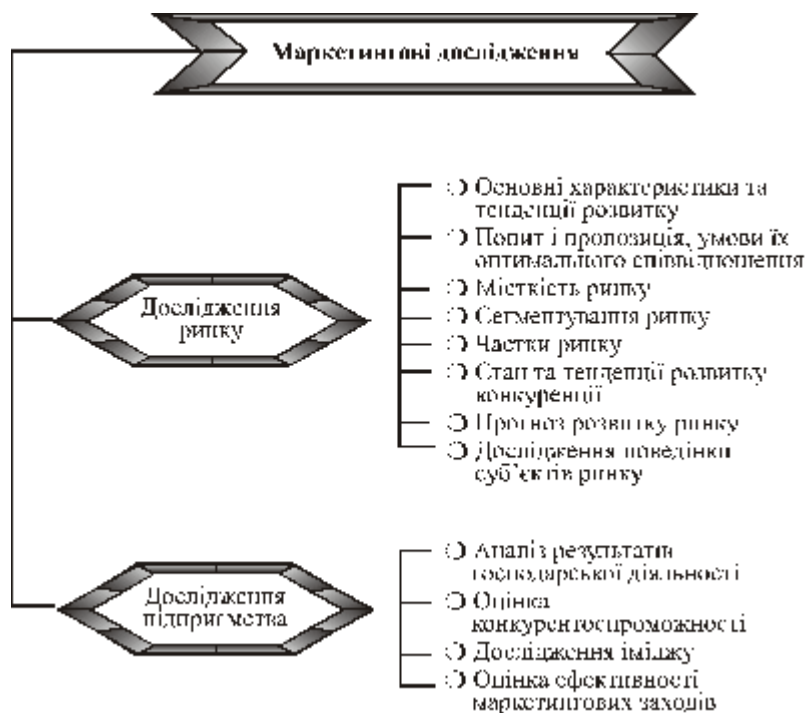 Маркетингові дослідження
Основні характеристики та
тенденції розвитку
Попит і пропозиція, умови їх
оптимального співвідношення
Дослідження
ринку
Місткість ринку
Сегментування ринку
Частки ринку
Стан та тенденції розвитку
конкуренції
Прогноз розвитку ринку
Дослідження поведінки
суб’єктів ринку
Дослідження
підприємства
Аналіз результатів
господарської діяльності
Оцінка
конкурентоспроможності
Дослідження іміджу
Оцінка ефективності
маркетингових заходів